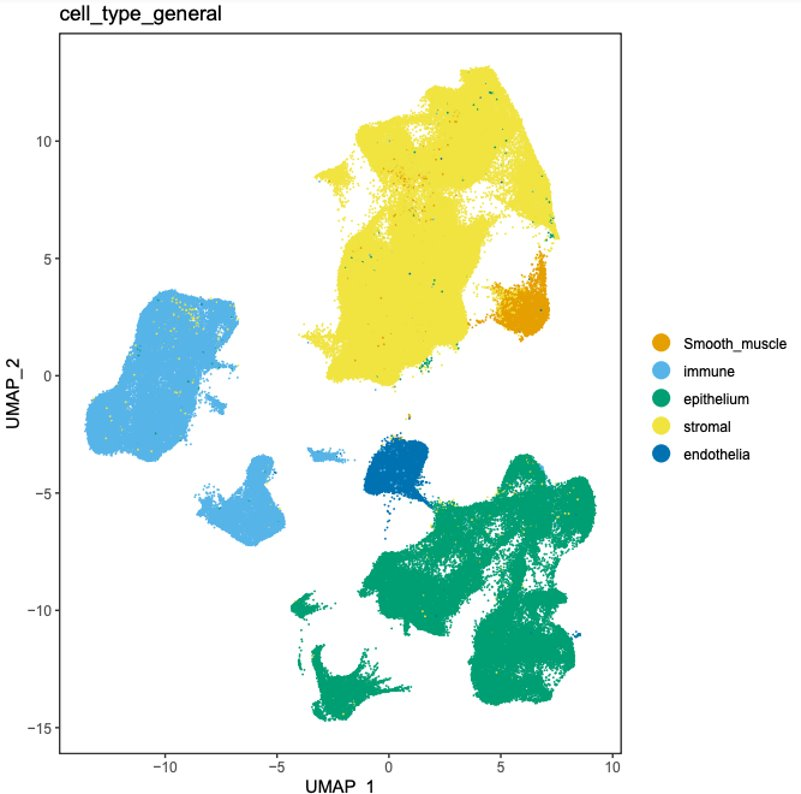 cell_type_general
10
5
0
−5
−10
−15
UMAP_2
−10 −5 0 5 10
UMAP_1
Smooth_muscle
immune
epithelium
stromal
endothelia